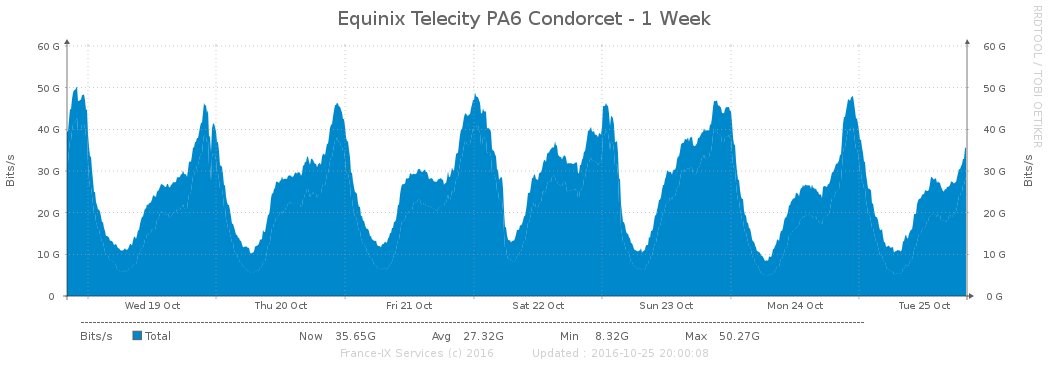 Equinix Telecity PA6 Condorcet - 1 Week
RRDTOOL / TOBI OETIKER
Bits/s
60 G 60 G
50 G 50 G
40 G 40 G
30 G 30 G
20 G 20 G
10 G 10 G
0 0 G
Bits/s
Wed 19 Oct Thu 20 Oct Fri 21 Oct Sat 22 Oct Sun 23 Oct Mon 24 Oct Tue 25 Oct
Bits/s Total Now 35.65G Avg 27.32G Min 8.32G Max 50.27G
France-IX Services (c) 2016 Updated : 2016-10-25 20:00:08